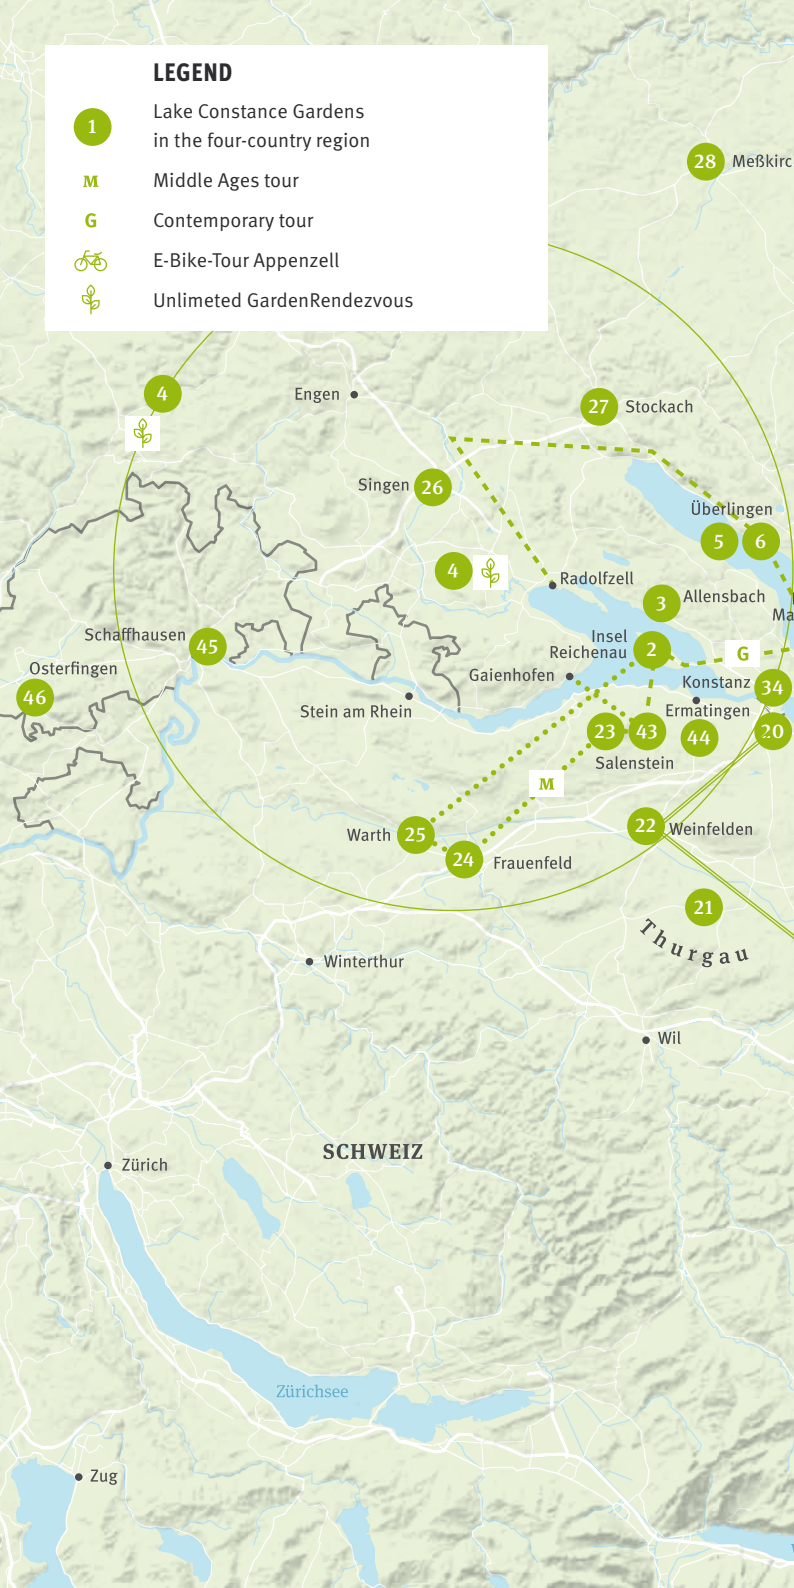 LEGEND
1
Lake Constance Gardens
in the four-country region
M
Middle Ages tour
G
Contemporary tour
E-Bike-Tour Appenzell
Unlimeted GardenRendezvous
28
Meßkirc
4
Engen
27
Stockach
Singen
26
Überlingen
5
6
4
Radolfzell
3
Allensbach
Ma
Schaffhausen
45
Insel
Reichenau
2
G
Osterfingen
46
Gaienhofen
Konstanz
34
Stein am Rhein
Ermatingen
23
43
44
20
Salenstein
M
Warth
25
22
Weinfelden
24
Frauenfeld
21
Thurgau
Winterthur
Wil
SCHWEIZ
Zürich
Zürichsee
Zug